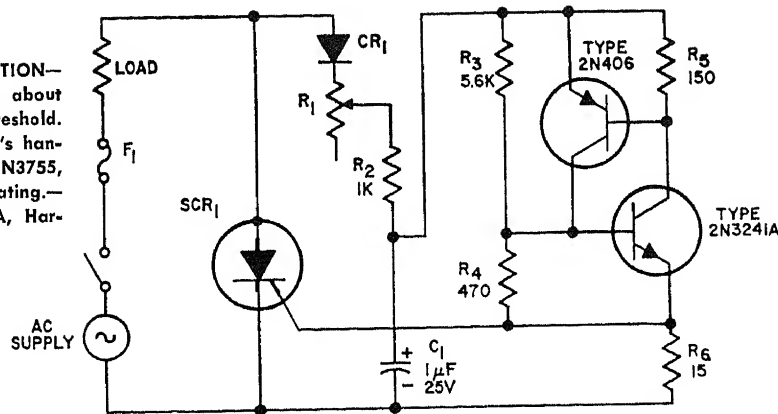 TION—
about
eshold.
's han-
N3755,
ating.—
A, Har-
LOAD
F1
AC
SUPPLY
SCR1
CR1
R1
R2
1K
C1
1μF
25V
+
-
R3
5.6K
R4
470
TYPE
2N406
R5
150
TYPE
2N3241A
R6
15